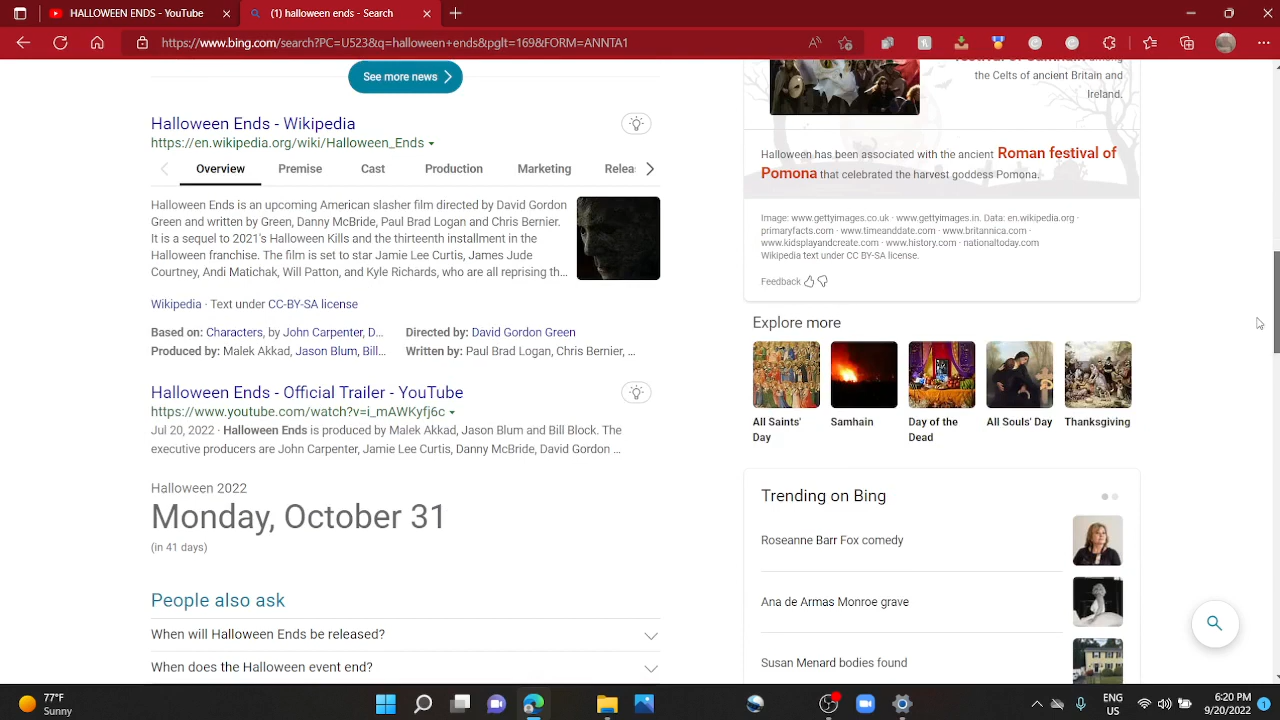 HALLOWEEN ENDS - YouTube
(1) halloween ends - Search
https://www.bing.com/search?PC=U523&q=halloween+ends&pglt=169&FORM=ANNTA1
See more news
Halloween Ends - Wikipedia
https://en.wikipedia.org/wiki/Halloween_Ends
Overview Premise Cast Production Marketing Relea
Halloween Ends is an upcoming American slasher film directed by David Gordon
Green and written by Green, Danny McBride, Paul Brad Logan and Chris Bernier.
It is a sequel to 2021's Halloween Kills and the thirteenth installment in the
Halloween franchise. The film is set to star Jamie Lee Curtis, James Jude
Courtney, Andi Matichak, Will Patton, and Kyle Richards, who are all reprising th...
Wikipedia · Text under CC-BY-SA license
Based on: Characters, by John Carpenter, D...
Directed by: David Gordon Green
Produced by: Malek Akkad, Jason Blum, Bill...
Written by: Paul Brad Logan, Chris Bernier, ...
Halloween Ends - Official Trailer - YouTube
https://www.youtube.com/watch?v=i_mAWKyfj6c
Jul 20, 2022 · Halloween Ends is produced by Malek Akkad, Jason Blum and Bill Block. The
executive producers are John Carpenter, Jamie Lee Curtis, Danny McBride, David Gordon ...
Halloween 2022
Monday, October 31
(in 41 days)
People also ask
When will Halloween Ends be released?
When does the Halloween event end?
festival of Samhain among
the Celts of ancient Britain and
Ireland.
Halloween has been associated with the ancient Roman festival of
Pomona that celebrated the harvest goddess Pomona.
Image: www.gettyimages.co.uk · www.gettyimages.in. Data: en.wikipedia.org ·
primaryfacts.com · www.timeanddate.com · www.britannica.com ·
www.kidsplayandcreate.com · www.history.com · nationaltoday.com
Wikipedia text under CC BY-SA license.
Feedback
Explore more
All Saints'
Day
Samhain
Day of the
Dead
All Souls' Day
Thanksgiving
Trending on Bing
Roseanne Barr Fox comedy
Ana de Armas Monroe grave
Susan Menard bodies found
77°F
Sunny
ENG
US
6:20 PM
9/20/2022
1